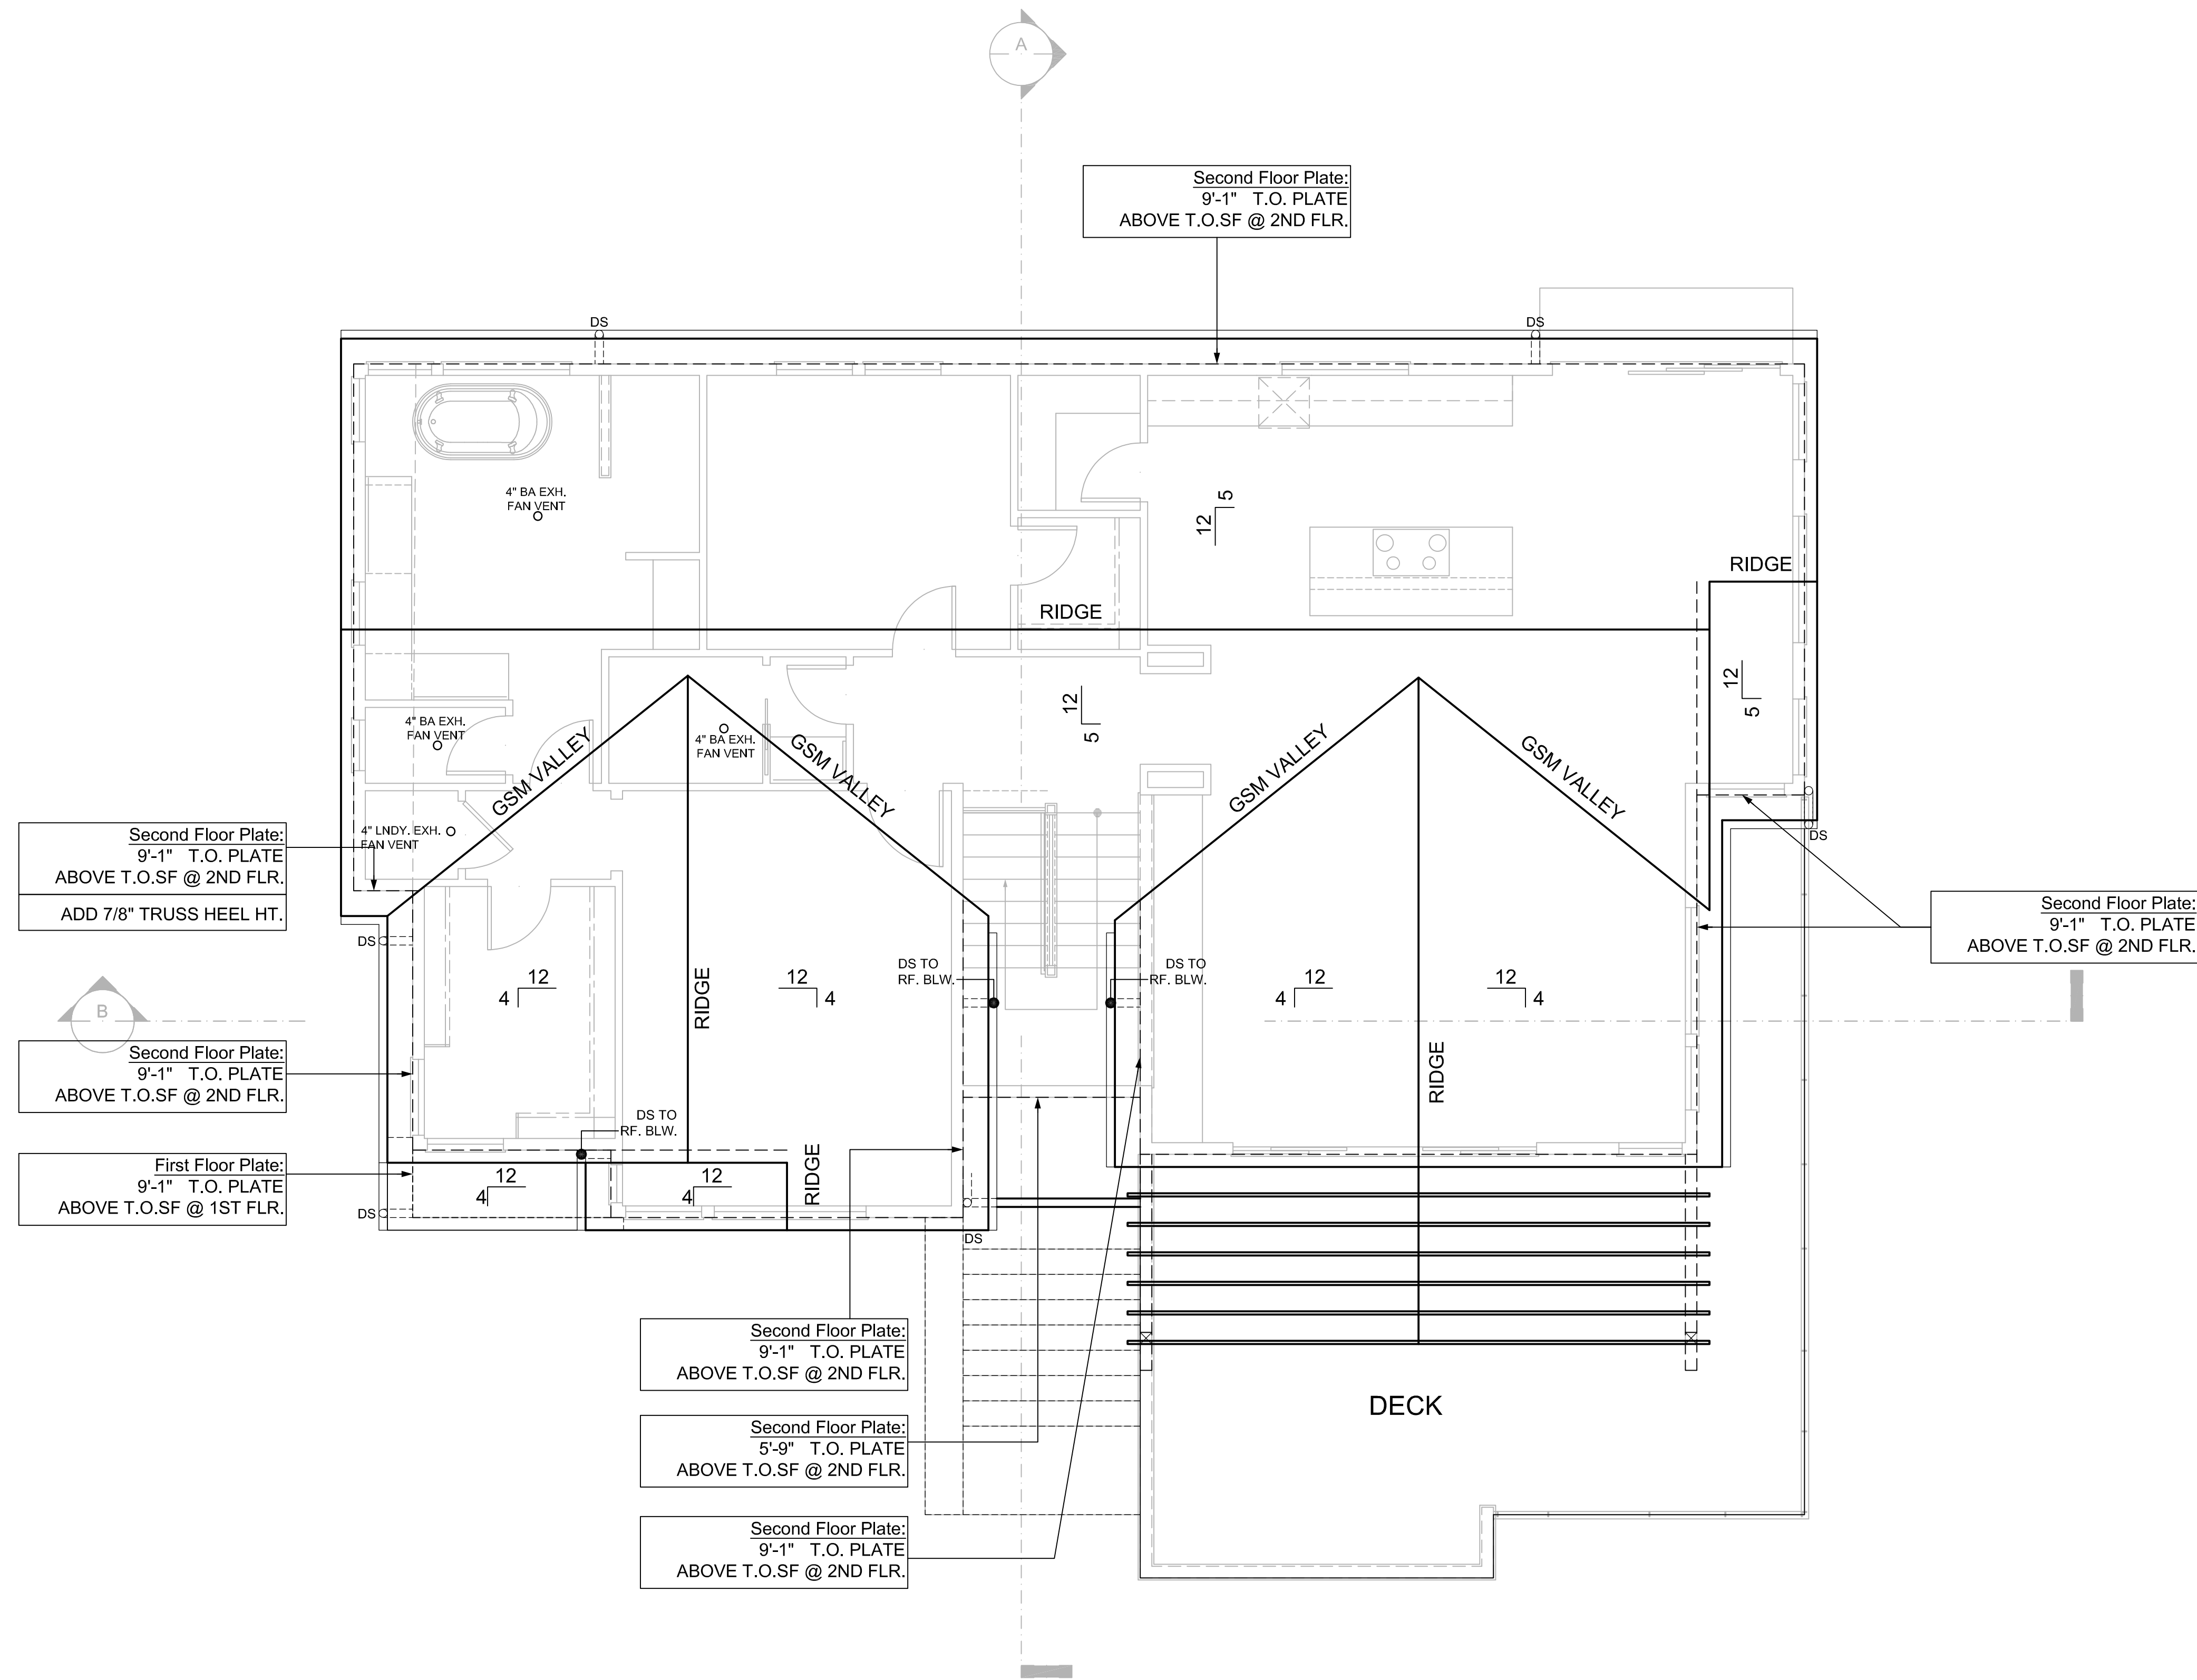 A
Second Floor Plate:
9'-1" T.O. PLATE
ABOVE T.O.SF @ 2ND FLR.
DS
DS
4" BA EXH.
FAN VENT
12
5
RIDGE
RIDGE
12
5
12
5
4" BA EXH.
FAN VENT
4" BA EXH.
FAN VENT
GSM VALLEY
GSM VALLEY
GSM VALLEY
GSM VALLEY
4" LNDY. EXH.
FAN VENT
DS
Second Floor Plate:
9'-1" T.O. PLATE
ABOVE T.O.SF @ 2ND FLR.
ADD 7/8" TRUSS HEEL HT.
Second Floor Plate:
9'-1" T.O. PLATE
ABOVE T.O.SF @ 2ND FLR.
DS
DS TO
RF. BLW.
DS TO
RF. BLW.
12
4
12
4
12
4
12
4
RIDGE
RIDGE
B
Second Floor Plate:
9'-1" T.O. PLATE
ABOVE T.O.SF @ 2ND FLR.
DS TO
RF. BLW.
First Floor Plate:
9'-1" T.O. PLATE
ABOVE T.O.SF @ 1ST FLR.
12
4
12
4
RIDGE
DS
DS
Second Floor Plate:
9'-1" T.O. PLATE
ABOVE T.O.SF @ 2ND FLR.
DECK
Second Floor Plate:
5'-9" T.O. PLATE
ABOVE T.O.SF @ 2ND FLR.
Second Floor Plate:
9'-1" T.O. PLATE
ABOVE T.O.SF @ 2ND FLR.